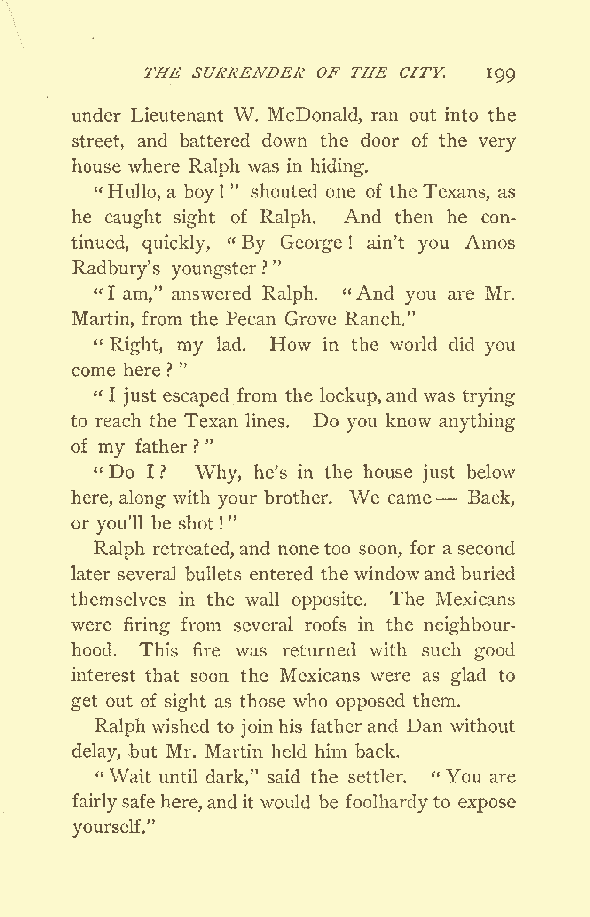 THE SURRENDER OF THE CITY. 199
under Lieutenant W. McDonald, ran out into the
street, and battered down the door of the very
house where Ralph was in hiding.
"Hullo, a boy!" shouted one of the Texans, as
he caught sight of Ralph. And then he con-
tinued, quickly, "By George! ain't you Amos
Radbury's youngster?"
"I am," answered Ralph. "And you are Mr.
Martin, from the Pecan Grove Ranch."
"Right, my lad. How in the world did you
come here?"
"I just escaped from the lockup, and was trying
to reach the Texan lines. Do you know anything
of my father?"
"Do I? Why, he's in the house just below
here, along with your brother. We came— Back,
or you'll be shot!"
Ralph retreated, and none too soon, for a second
later several bullets entered the window and buried
themselves in the wall opposite. The Mexicans
were firing from several roofs in the neighbour-
hood. This fire was returned with such good
interest that soon the Mexicans were as glad to
get out of sight as those who opposed them.
Ralph wished to join his father and Dan without
delay, but Mr. Martin held him back.
"Wait until dark," said the settler. "You are
fairly safe here, and it would be foolhardy to expose
yourself."